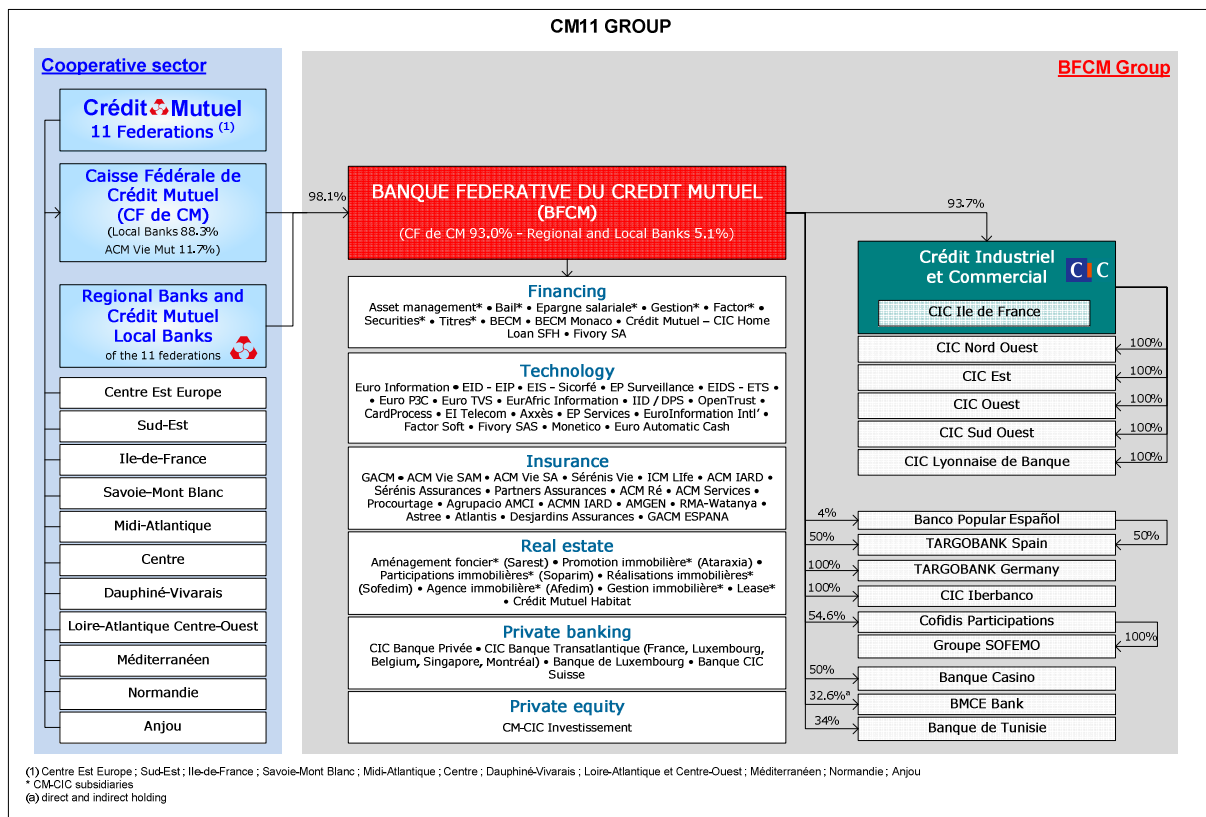 CM11 GROUP
Cooperative sector
Crédit Mutuel
11 Federations (1)
Caisse Fédérale de
Crédit Mutuel
(CF de CM)
(Local Banks 88.3%
ACM Vie Mut 11.7%)
Regional Banks and
Crédit Mutuel
Local Banks
of the 11 federations
Centre Est Europe
Sud-Est
Ile-de-France
Savoie-Mont Blanc
Midi-Atlantique
Centre
Dauphiné-Vivarais
Loire-Atlantique Centre-Ouest
Méditerranéen
Normandie
Anjou
BFCM Group
98.1%
BANQUE FEDERATIVE DU CREDIT MUTUEL
(BFCM)
(CF de CM 93.0% - Regional and Local Banks 5.1%)
Financing
Asset management* • Bail* • Epargne salariale* • Gestion* • Factor* •
Securities* • Titres* • BECM • BECM Monaco • Crédit Mutuel – CIC Home
Loan SFH • Fivory SA
Technology
Euro Information • EID - EIP • EIS - Sicorfé • EP Surveillance • EIDS - ETS •
• Euro P3C • Euro TVS • EurAfric Information • IID / DPS • OpenTrust •
CardProcess • EI Telecom • Axxès • EP Services • EuroInformation Intl’ •
Factor Soft • Fivory SAS • Monetico • Euro Automatic Cash
Insurance
GACM • ACM Vie SAM • ACM Vie SA • Sérénis Vie • ICM LIfe • ACM IARD •
Sérénis Assurances • Partners Assurances • ACM Ré • ACM Services •
Procourtage • Agrupacio AMCI • ACMN IARD • AMGEN • RMA-Watanya •
Astree • Atlantis • Desjardins Assurances • GACM ESPANA
Real estate
Aménagement foncier* (Sarest) • Promotion immobilière* (Ataraxia) •
Participations immobilières* (Soparim) • Réalisations immobilières*
(Sofedim) • Agence immobilière* (Afedim) • Gestion immobilière* • Lease*
• Crédit Mutuel Habitat
Private banking
CIC Banque Privée • CIC Banque Transatlantique (France, Luxembourg,
Belgium, Singapore, Montréal) • Banque de Luxembourg • Banque CIC
Suisse
Private equity
CM-CIC Investissement
93.7%
Crédit Industriel
et Commercial
CIC
CIC Ile de France
CIC Nord Ouest
100%
CIC Est
100%
CIC Ouest
100%
CIC Sud Ouest
100%
CIC Lyonnaise de Banque
100%
4%
Banco Popular Español
50%
TARGOBANK Spain
50%
100%
TARGOBANK Germany
100%
CIC Iberbanco
54.6%
Cofidis Participations
Groupe SOFEMO
100%
50%
Banque Casino
32.6%a
BMCE Bank
34%
Banque de Tunisie
(1) Centre Est Europe ; Sud-Est ; Ile-de-France ; Savoie-Mont Blanc ; Midi-Atlantique ; Centre ; Dauphiné-Vivarais ; Loire-Atlantique et Centre-Ouest ; Méditerranéen ; Normandie ; Anjou
* CM-CIC subsidiaries
(a) direct and indirect holding